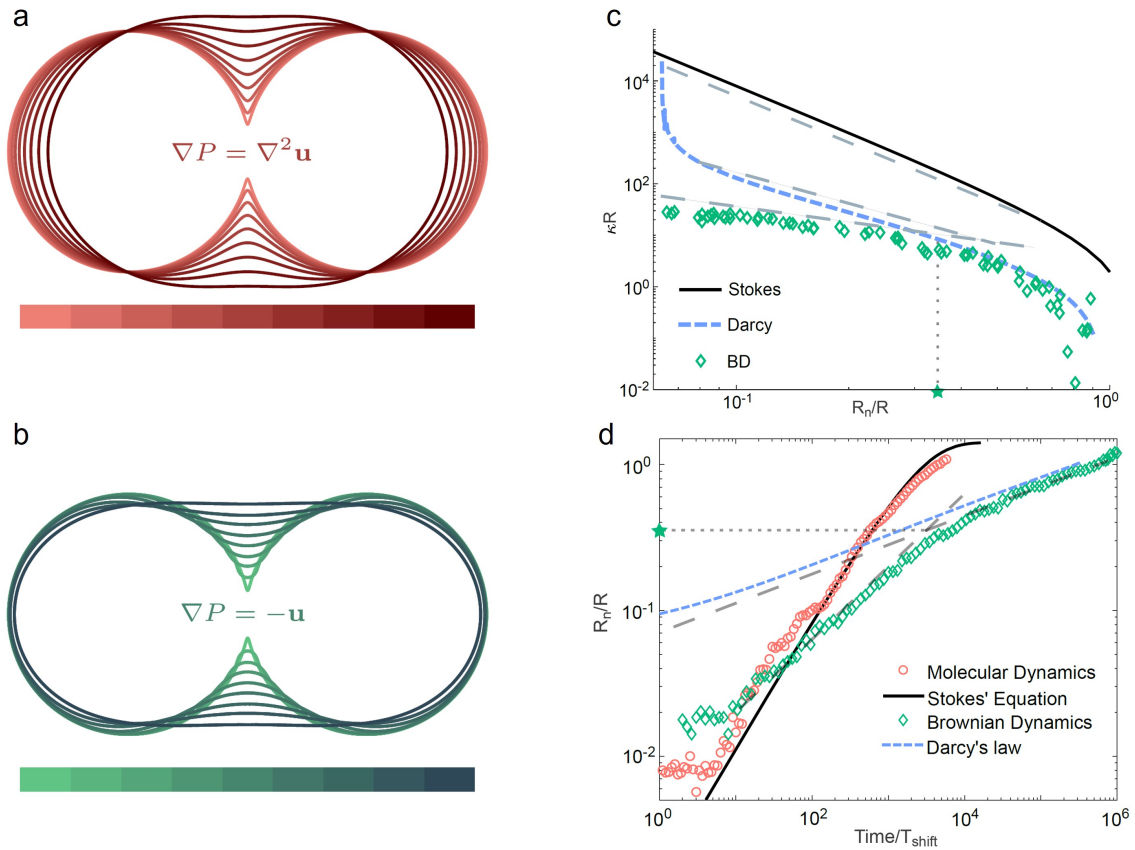 a
∇P = ∇²u
b
∇P = −u
c
κR
10⁴
10²
10⁰
10⁻²
Stokes
Darcy
BD
10⁻¹
10⁰
Rₙ/R
d
Rₙ/R
10⁰
10⁻¹
10⁻²
Molecular Dynamics
Stokes' Equation
Brownian Dynamics
Darcy's law
10⁰
10²
10⁴
10⁶
Time/T_shift